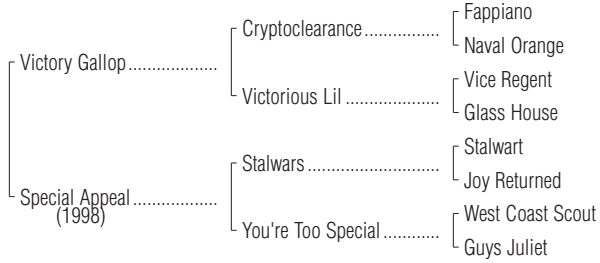 Fappiano
Cryptoclearance..................
Naval Orange
Victory Gallop...................
Vice Regent
Victorious Lil ......................
Glass House
Stalwart
Stalwars ...............................
Joy Returned
Special Appeal..................
(1998)
West Coast Scout
You're Too Special............
Guys Juliet